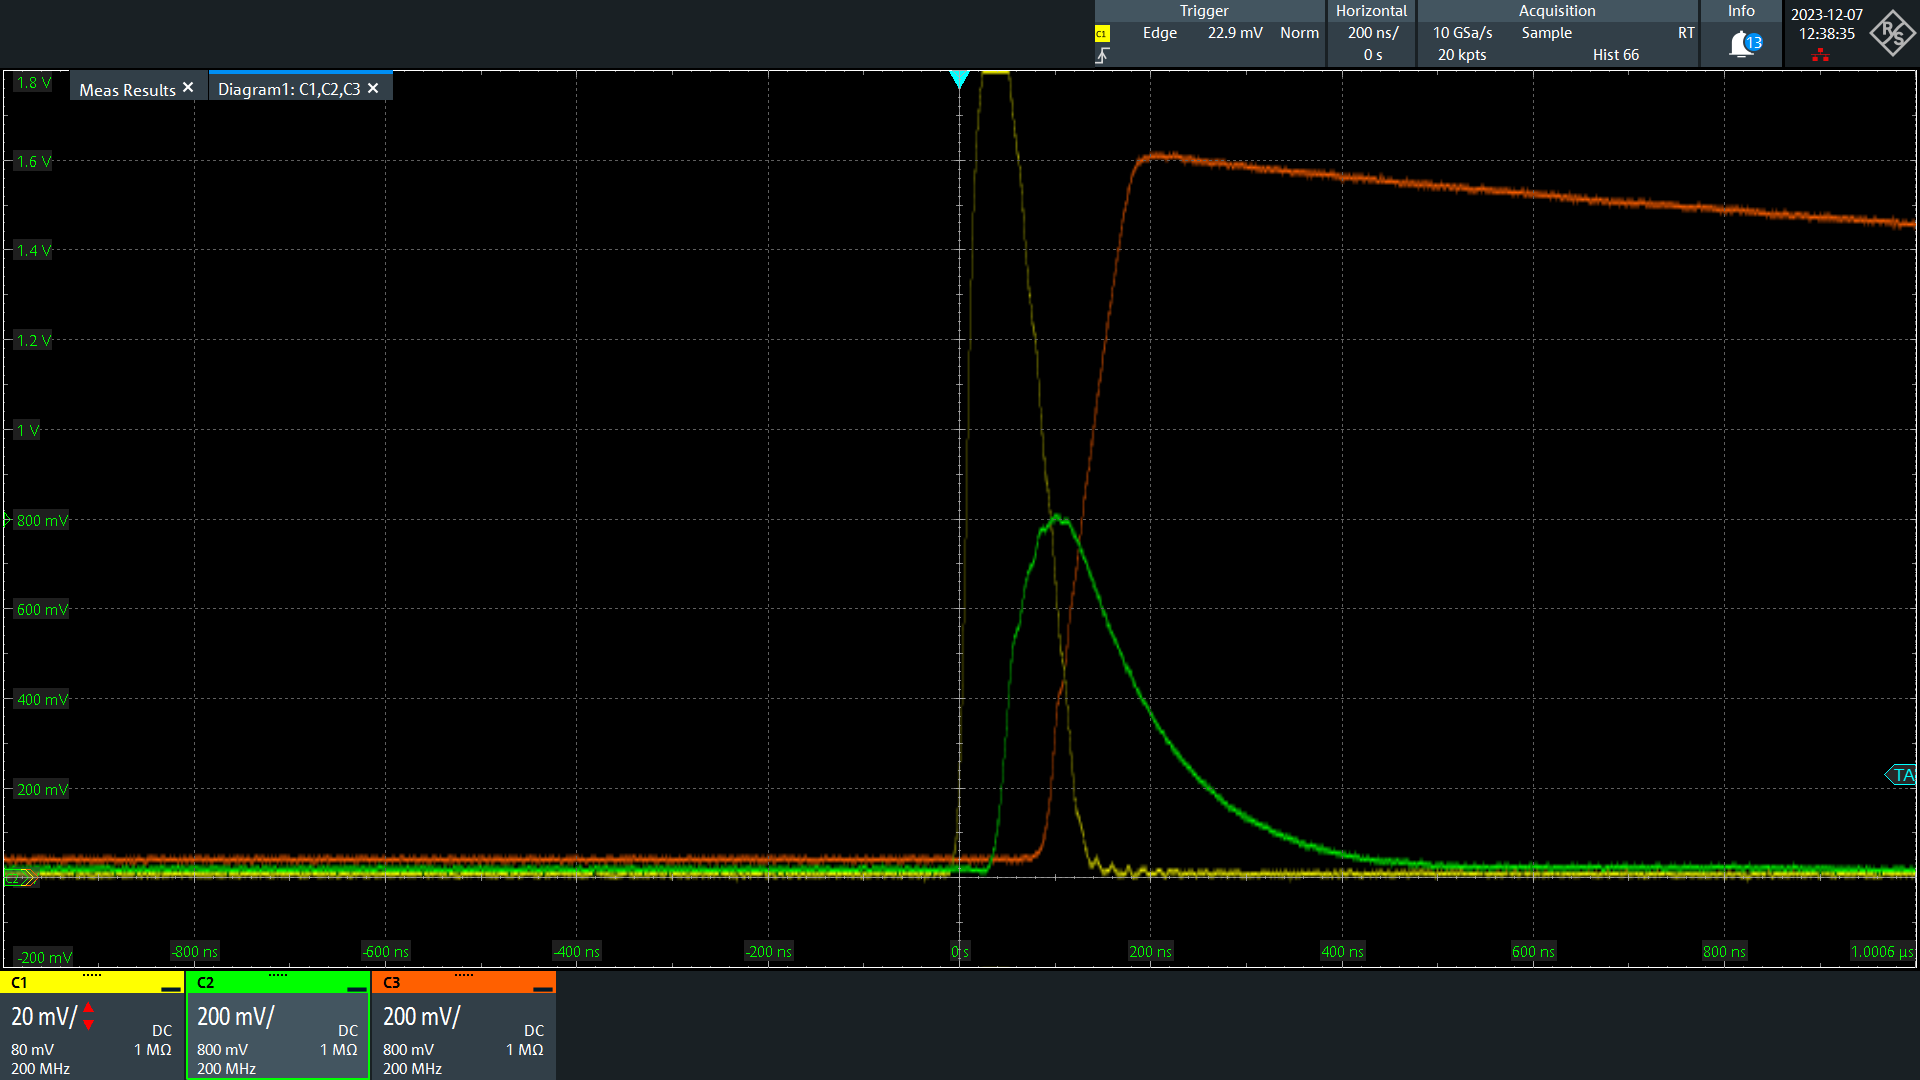 Trigger
C1 Edge 22.9 mV Norm
Horizontal
200 ns/
0 s
Acquisition
10 GSa/s Sample RT
20 kpts Hist 66
Info
13
2023-12-07
12:38:35
R S
Meas Results ✕
Diagram1: C1,C2,C3 ✕
1.8 V
1.6 V
1.4 V
1.2 V
1 V
800 mV
600 mV
400 mV
200 mV
TA
C2
-200 mV
-800 ns
-600 ns
-400 ns
-200 ns
0 s
200 ns
400 ns
600 ns
800 ns
1.0006 µs
C1
20 mV/
DC
80 mV 1 MΩ
200 MHz
C2
200 mV/
DC
800 mV 1 MΩ
200 MHz
C3
200 mV/
DC
800 mV 1 MΩ
200 MHz